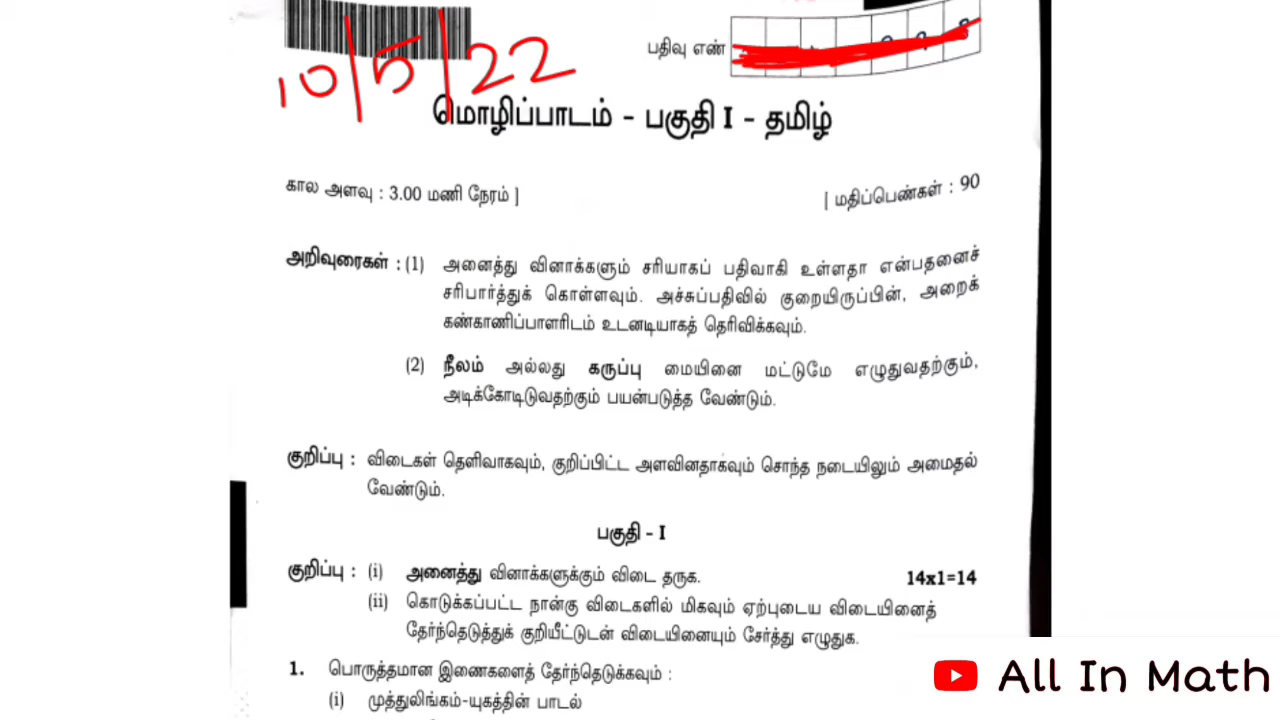 10/5/22
பதிவு எண்
மொழிப்பாடம் - பகுதி I - தமிழ்
கால அளவு : 3.00 மணி நேரம் ] [ மதிப்பெண்கள் : 90
அறிவுரைகள் : (1) அனைத்து வினாக்களும் சரியாகப் பதிவாகி உள்ளதா என்பதனைச்
சரிபார்த்துக் கொள்ளவும். அச்சுப்பதிவில் குறையிருப்பின், அறைக்
கண்காணிப்பாளரிடம் உடனடியாகத் தெரிவிக்கவும்.
(2) நீலம் அல்லது கருப்பு மையினை மட்டுமே எழுதுவதற்கும்,
அடிக்கோடிடுவதற்கும் பயன்படுத்த வேண்டும்.
குறிப்பு : விடைகள் தெளிவாகவும், குறிப்பிட்ட அளவினதாகவும் சொந்த நடையிலும் அமைதல்
வேண்டும்.
பகுதி - I
குறிப்பு : (i) அனைத்து வினாக்களுக்கும் விடை தருக. 14x1=14
(ii) கொடுக்கப்பட்ட நான்கு விடைகளில் மிகவும் ஏற்புடைய விடையினைத்
தேர்ந்தெடுத்துக் குறியீட்டுடன் விடையினையும் சேர்த்து எழுதுக.
1. பொருத்தமான இணைகளைத் தேர்ந்தெடுக்கவும் :
(i) முத்துலிங்கம்-யுகத்தின் பாடல்
All In Math